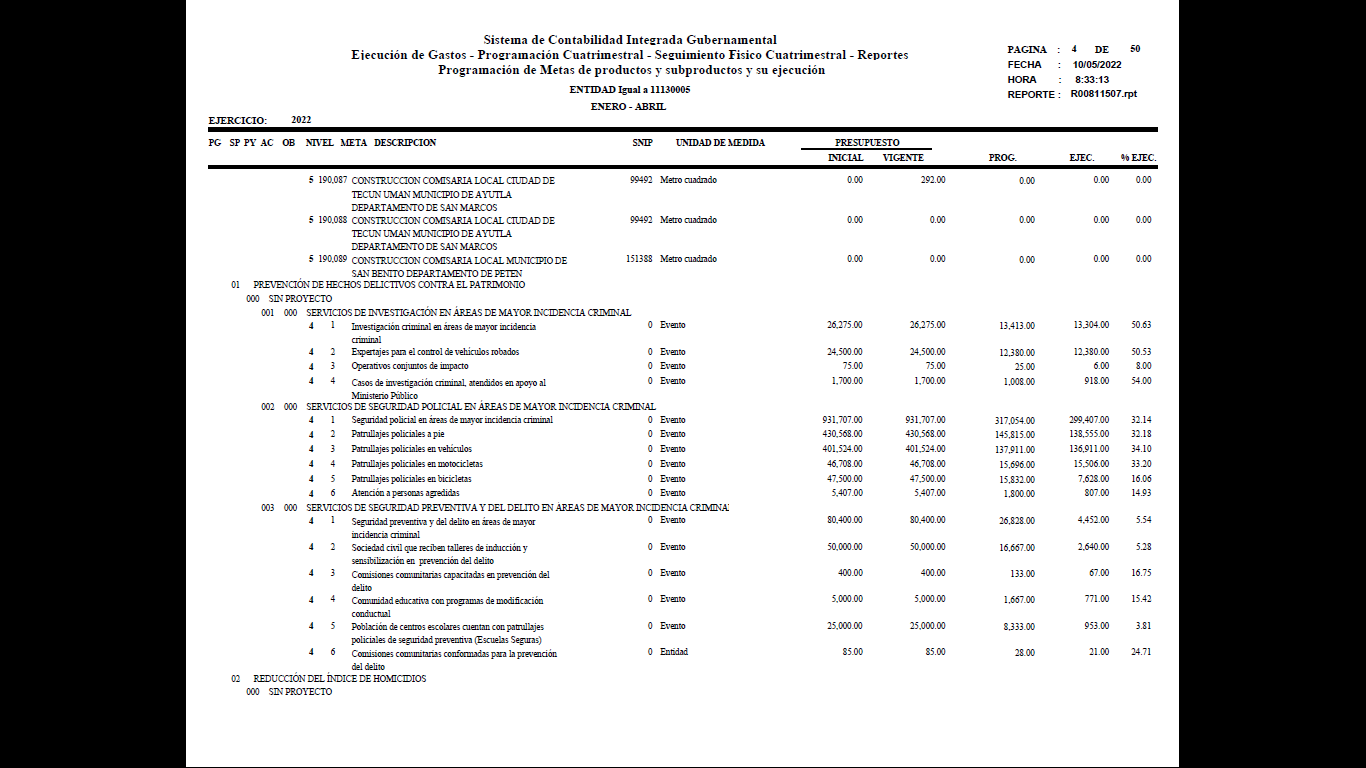 Sistema de Contabilidad Integrada Gubernamental
Ejecución de Gastos - Programación Cuatrimestral - Seguimiento Físico Cuatrimestral - Reportes
Programación de Metas de productos y subproductos y su ejecución
ENTIDAD Igual a 11130005
ENERO - ABRIL
PAGINA : 4 DE 50
FECHA : 10/05/2022
HORA : 8:33:13
REPORTE : R00811507.rpt
EJERCICIO: 2022
PG SP PY AC OB NIVEL META DESCRIPCION SNIP UNIDAD DE MEDIDA PRESUPUESTO
INICIAL VIGENTE PROG. EJEC. % EJEC.
5 190,087 CONSTRUCCION COMISARIA LOCAL CIUDAD DE 99492 Metro cuadrado 0.00 292.00 0.00 0.00 0.00
TECUN UMAN MUNICIPIO DE AYUTLA
DEPARTAMENTO DE SAN MARCOS
5 190,088 CONSTRUCCION COMISARIA LOCAL CIUDAD DE 99492 Metro cuadrado 0.00 0.00 0.00 0.00 0.00
TECUN UMAN MUNICIPIO DE AYUTLA
DEPARTAMENTO DE SAN MARCOS
5 190,089 CONSTRUCCION COMISARIA LOCAL MUNICIPIO DE 151388 Metro cuadrado 0.00 0.00 0.00 0.00 0.00
SAN BENITO DEPARTAMENTO DE PETEN
01 PREVENCIÓN DE HECHOS DELICTIVOS CONTRA EL PATRIMONIO
000 SIN PROYECTO
001 000 SERVICIOS DE INVESTIGACIÓN EN ÁREAS DE MAYOR INCIDENCIA CRIMINAL
4 1 Investigación criminal en áreas de mayor incidencia 0 Evento 26,275.00 26,275.00 13,413.00 13,304.00 50.63
criminal
4 2 Expertajes para el control de vehículos robados 0 Evento 24,500.00 24,500.00 12,380.00 12,380.00 50.53
4 3 Operativos conjuntos de impacto 0 Evento 75.00 75.00 25.00 6.00 8.00
4 4 Casos de investigación criminal, atendidos en apoyo al 0 Evento 1,700.00 1,700.00 1,008.00 918.00 54.00
Ministerio Público
002 000 SERVICIOS DE SEGURIDAD POLICIAL EN ÁREAS DE MAYOR INCIDENCIA CRIMINAL
4 1 Seguridad policial en áreas de mayor incidencia criminal 0 Evento 931,707.00 931,707.00 317,054.00 299,407.00 32.14
4 2 Patrullajes policiales a pie 0 Evento 430,568.00 430,568.00 145,815.00 138,555.00 32.18
4 3 Patrullajes policiales en vehículos 0 Evento 401,524.00 401,524.00 137,911.00 136,911.00 34.10
4 4 Patrullajes policiales en motocicletas 0 Evento 46,708.00 46,708.00 15,696.00 15,506.00 33.20
4 5 Patrullajes policiales en bicicletas 0 Evento 47,500.00 47,500.00 15,832.00 7,628.00 16.06
4 6 Atención a personas agredidas 0 Evento 5,407.00 5,407.00 1,800.00 807.00 14.93
003 000 SERVICIOS DE SEGURIDAD PREVENTIVA Y DEL DELITO EN ÁREAS DE MAYOR INCIDENCIA CRIMINA
4 1 Seguridad preventiva y del delito en áreas de mayor 0 Evento 80,400.00 80,400.00 26,828.00 4,452.00 5.54
incidencia criminal
4 2 Sociedad civil que reciben talleres de inducción y 0 Evento 50,000.00 50,000.00 16,667.00 2,640.00 5.28
sensibilización en prevención del delito
4 3 Comisiones comunitarias capacitadas en prevención del 0 Evento 400.00 400.00 133.00 67.00 16.75
delito
4 4 Comunidad educativa con programas de modificación 0 Evento 5,000.00 5,000.00 1,667.00 771.00 15.42
conductual
4 5 Población de centros escolares cuentan con patrullajes 0 Evento 25,000.00 25,000.00 8,333.00 953.00 3.81
policiales de seguridad preventiva (Escuelas Seguras)
4 6 Comisiones comunitarias conformadas para la prevención 0 Entidad 85.00 85.00 28.00 21.00 24.71
del delito
02 REDUCCIÓN DEL ÍNDICE DE HOMICIDIOS
000 SIN PROYECTO